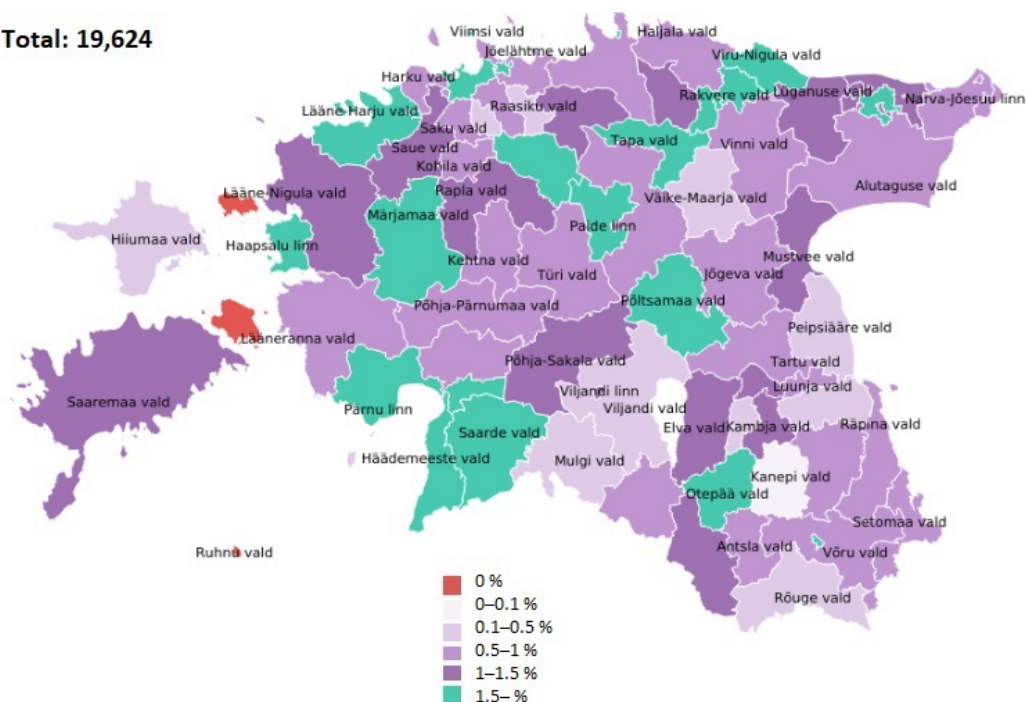 Total: 19,624
Viimsi vald
Haljala vald
Jõelähtme vald
Viru-Nigula vald
Harku vald
Rakvere vald
Lüganuse vald
Narva-Jõesuu linn
Lääne-Harju vald
Raasiku vald
Saku vald
Tapa vald
Vinni vald
Saue vald
Kohila vald
Alutaguse vald
Lääne-Nigula vald
Rapla vald
Väike-Maarja vald
Märjamaa vald
Paide linn
Hiiumaa vald
Haapsalu linn
Kehtna vald
Mustvee vald
Türi vald
Jõgeva vald
Põhja-Pärnumaa vald
Põltsamaa vald
Peipsiääre vald
Lääneranna vald
Põhja-Sakala vald
Tartu vald
Viljandi linn
Luunja vald
Saaremaa vald
Pärnu linn
Viljandi vald
Elva vald
Kambja vald
Räpina vald
Saarde vald
Häädemeeste vald
Mulgi vald
Kanepi vald
Otepää vald
Setomaa vald
Antsla vald
Võru vald
Ruhnu vald
Rõuge vald
0 %
0–0.1 %
0.1–0.5 %
0.5–1 %
1–1.5 %
1.5– %